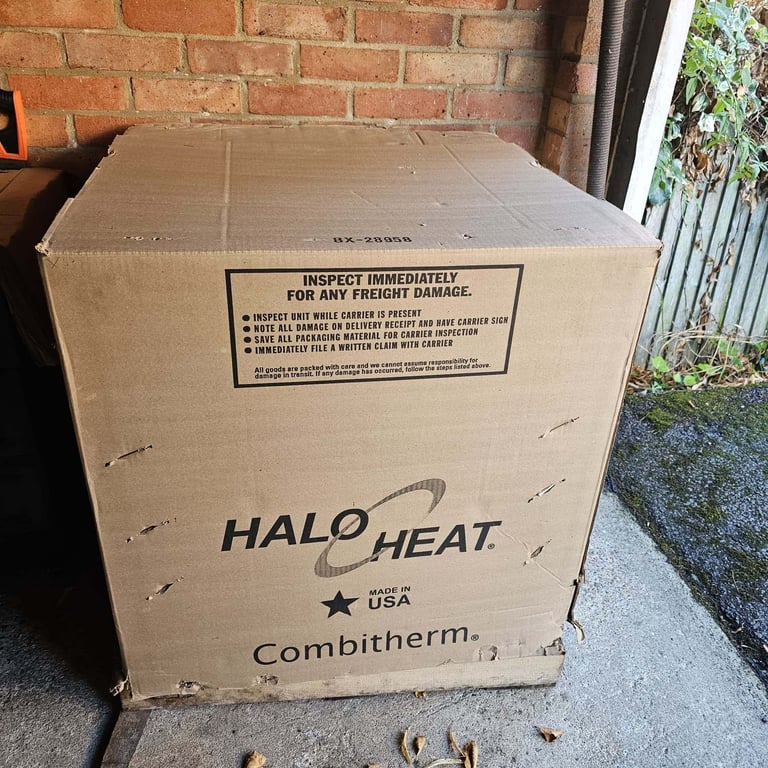 BX-28958
INSPECT IMMEDIATELY
FOR ANY FREIGHT DAMAGE.
● INSPECT UNIT WHILE CARRIER IS PRESENT
● NOTE ALL DAMAGE ON DELIVERY RECEIPT AND HAVE CARRIER SIGN
● SAVE ALL PACKAGING MATERIAL FOR CARRIER INSPECTION
● IMMEDIATELY FILE A WRITTEN CLAIM WITH CARRIER
All goods are packed with care and we cannot assume responsibility for
damage in transit. If any damage has occurred, follow the steps listed above.
HALO HEAT®
MADE IN
USA
Combitherm®